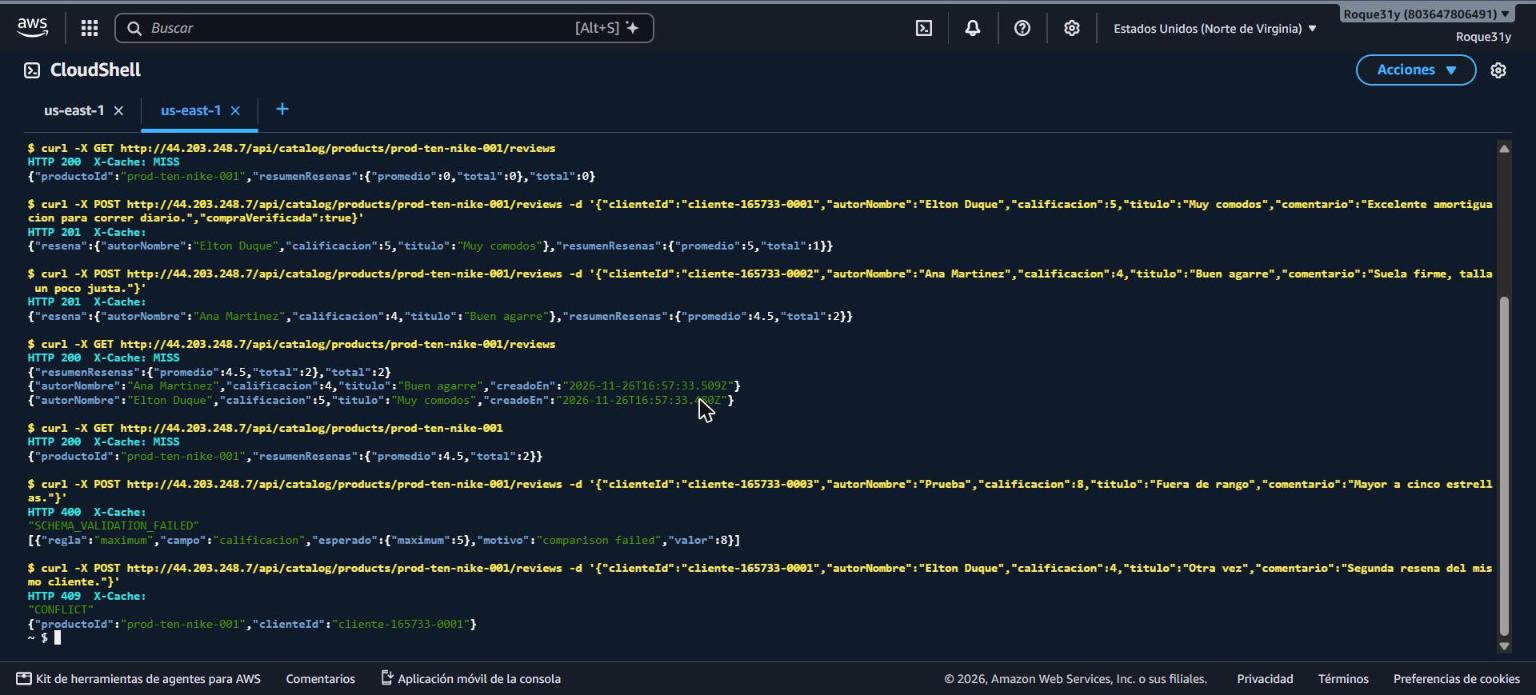 aws
Buscar [Alt+S]
Estados Unidos (Norte de Virginia) ▼
Roque31y (803647806491) ▼
Roque31y
CloudShell
Acciones ▼
us-east-1 ×
us-east-1 ×
+
$ curl -X GET http://44.203.248.7/api/catalog/products/prod-ten-nike-001/reviews
HTTP 200  X-Cache: MISS
{"productoId":"prod-ten-nike-001","resumenResenas":{"promedio":0,"total":0},"total":0}
$ curl -X POST http://44.203.248.7/api/catalog/products/prod-ten-nike-001/reviews -d '{"clienteId":"cliente-165733-0001","autorNombre":"Elton Duque","calificacion":5,"titulo":"Muy comodos","comentario":"Excelente amortigua
cion para correr diario.","compraVerificada":true}'
HTTP 201  X-Cache:
{"resena":{"autorNombre":"Elton Duque","calificacion":5,"titulo":"Muy comodos"},"resumenResenas":{"promedio":5,"total":1}}
$ curl -X POST http://44.203.248.7/api/catalog/products/prod-ten-nike-001/reviews -d '{"clienteId":"cliente-165733-0002","autorNombre":"Ana Martinez","calificacion":4,"titulo":"Buen agarre","comentario":"Suela firme, talla
un poco justa."}'
HTTP 201  X-Cache:
{"resena":{"autorNombre":"Ana Martinez","calificacion":4,"titulo":"Buen agarre"},"resumenResenas":{"promedio":4.5,"total":2}}
$ curl -X GET http://44.203.248.7/api/catalog/products/prod-ten-nike-001/reviews
HTTP 200  X-Cache: MISS
{"resumenResenas":{"promedio":4.5,"total":2},"total":2}
{"autorNombre":"Ana Martinez","calificacion":4,"titulo":"Buen agarre","creadoEn":"2026-11-26T16:57:33.509Z"}
{"autorNombre":"Elton Duque","calificacion":5,"titulo":"Muy comodos","creadoEn":
$ curl -X GET http://44.203.248.7/api/catalog/products/prod-ten-nike-001
HTTP 200  X-Cache: MISS
{"productoId":"prod-ten-nike-001","resumenResenas":{"promedio":4.5,"total":2}}
$ curl -X POST http://44.203.248.7/api/catalog/products/prod-ten-nike-001/reviews -d '{"clienteId":"cliente-165733-0003","autorNombre":"Prueba","calificacion":8,"titulo":"Fuera de rango","comentario":"Mayor a cinco estrell
as."}'
HTTP 400  X-Cache:
"SCHEMA_VALIDATION_FAILED"
[{"regla":"maximum","campo":"calificacion","esperado":{"maximum":5},"motivo":"comparison failed","valor":8}]
$ curl -X POST http://44.203.248.7/api/catalog/products/prod-ten-nike-001/reviews -d '{"clienteId":"cliente-165733-0001","autorNombre":"Elton Duque","calificacion":4,"titulo":"Otra vez","comentario":"Segunda resena del mis
mo cliente."}'
HTTP 409  X-Cache:
"CONFLICT"
{"productoId":"prod-ten-nike-001","clienteId":"cliente-165733-0001"}
~ $
Kit de herramientas de agentes para AWS
Comentarios
Aplicación móvil de la consola
© 2026, Amazon Web Services, Inc. o sus filiales.
Privacidad
Términos
Preferencias de cookies